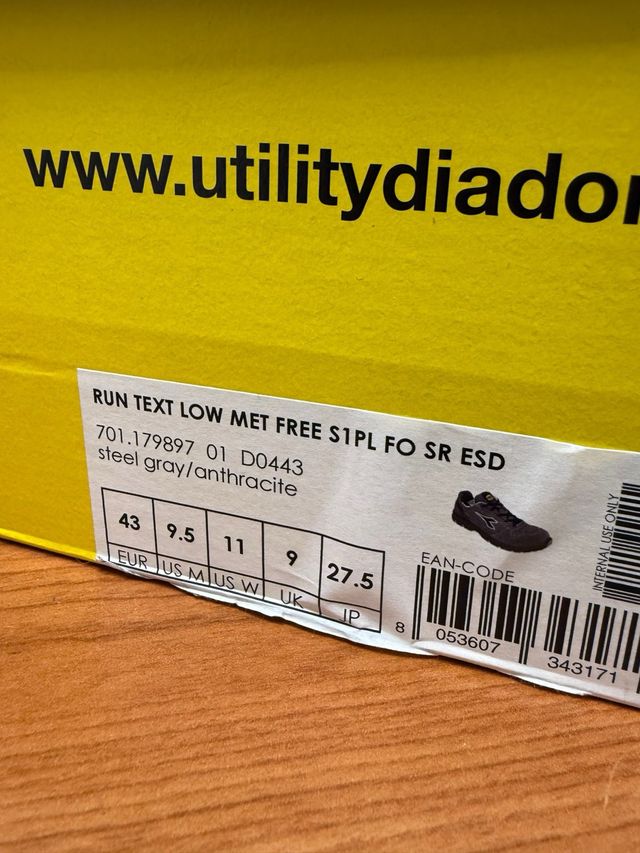 www.utilitydiador
RUN TEXT LOW MET FREE S1PL FO SR ESD
701.179897 01 D0443
steel gray/anthracite
43 9.5 11 9 27.5
EUR US M US W UK JP
EAN-CODE
8 053607 343171
INTERNAL USE ONLY